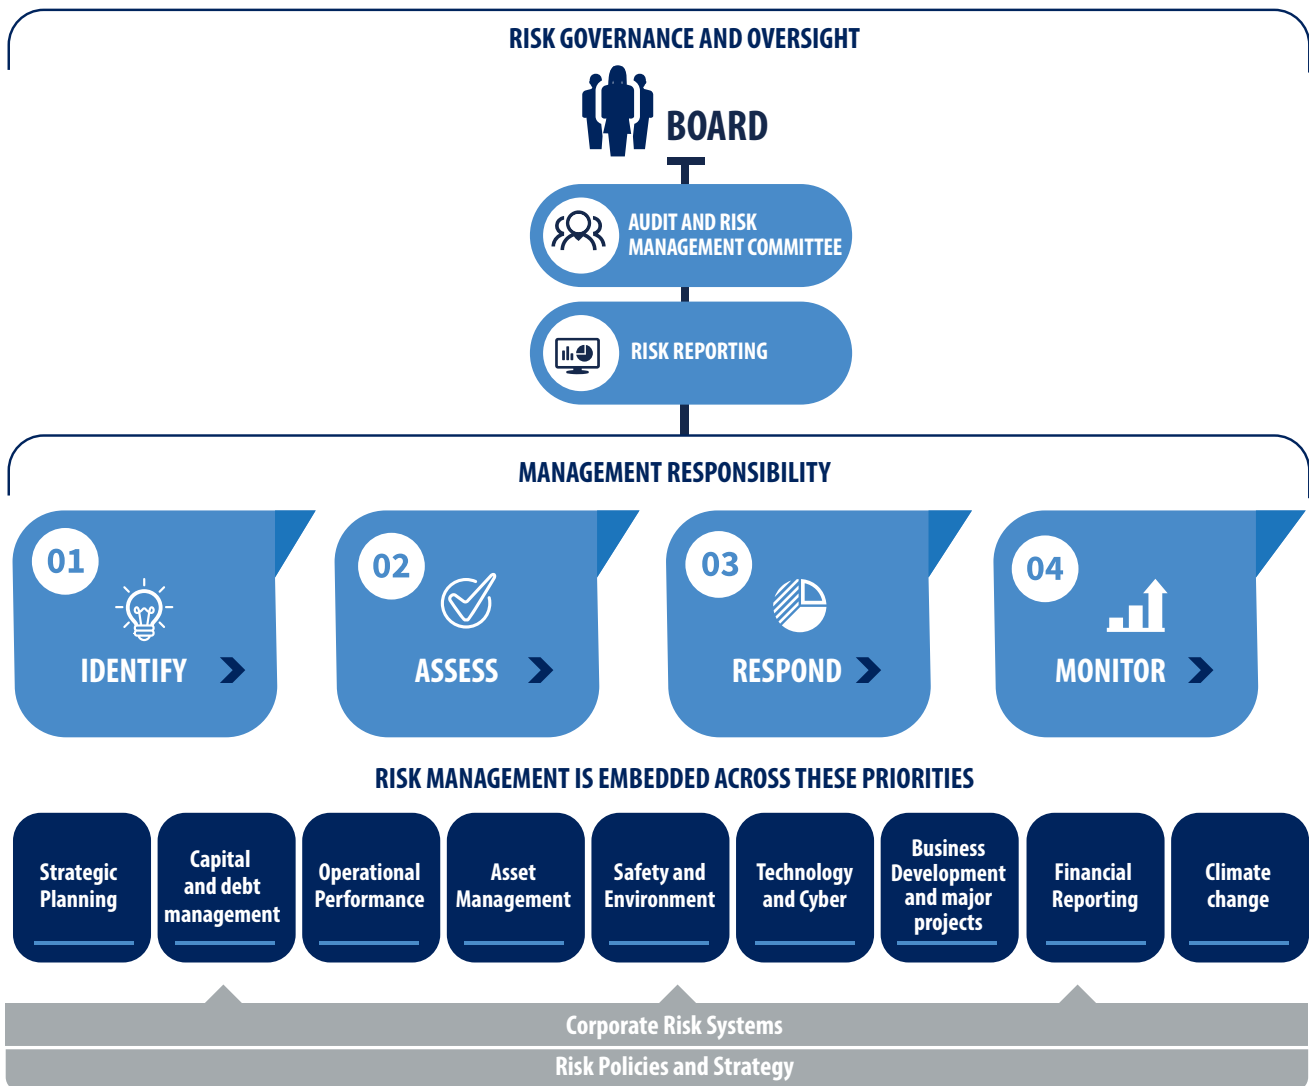 RISK GOVERNANCE AND OVERSIGHT
BOARD
AUDIT AND RISK
MANAGEMENT COMMITTEE
RISK REPORTING
MANAGEMENT RESPONSIBILITY
01
IDENTIFY
02
ASSESS
03
RESPOND
04
MONITOR
RISK MANAGEMENT IS EMBEDDED ACROSS THESE PRIORITIES
Strategic
Planning
Capital
and debt
management
Operational
Performance
Asset
Management
Safety and
Environment
Technology
and Cyber
Business
Development
and major
projects
Financial
Reporting
Climate
change
Corporate Risk Systems
Risk Policies and Strategy